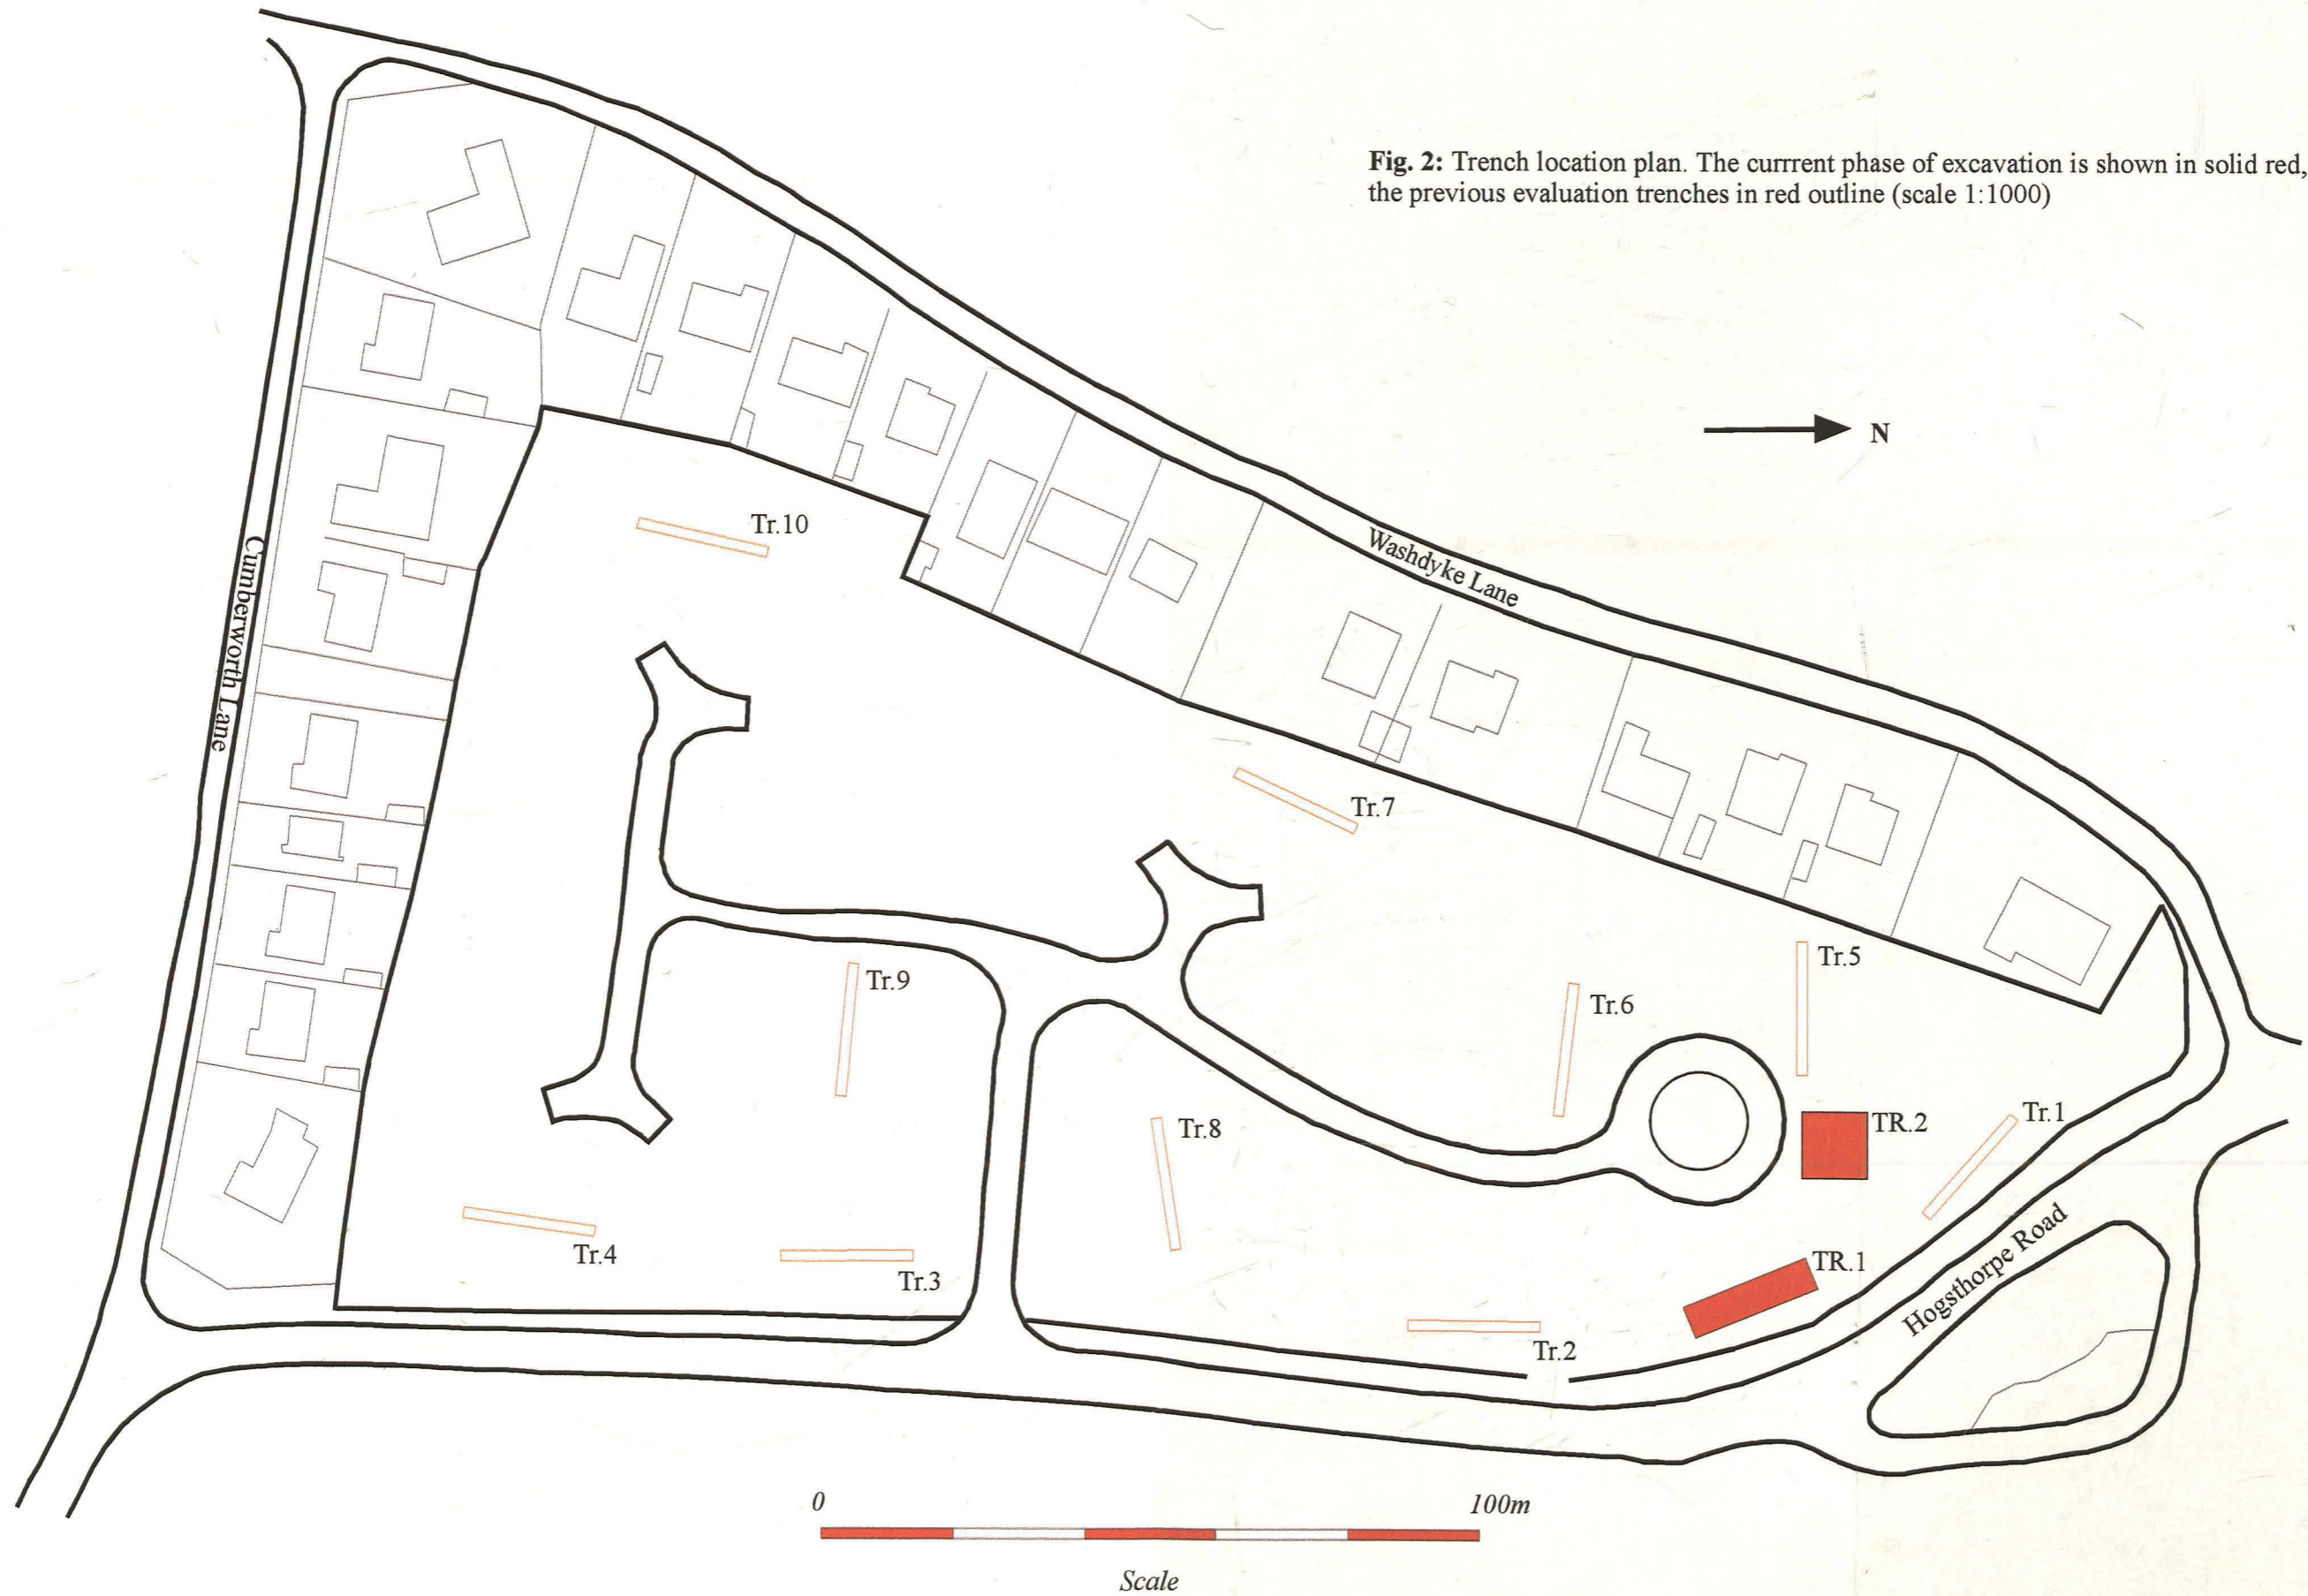 Fig. 2: Trench location plan. The currrent phase of excavation is shown in solid red,
the previous evaluation trenches in red outline (scale 1:1000)
N
Washdyke Lane
Cumberworth Lane
Tr.10
Tr.7
Tr.5
Tr.9
Tr.6
Tr.1
TR.2
Tr.8
Hogsthorpe Road
Tr.4
TR.1
Tr.3
Tr.2
0
100m
Scale